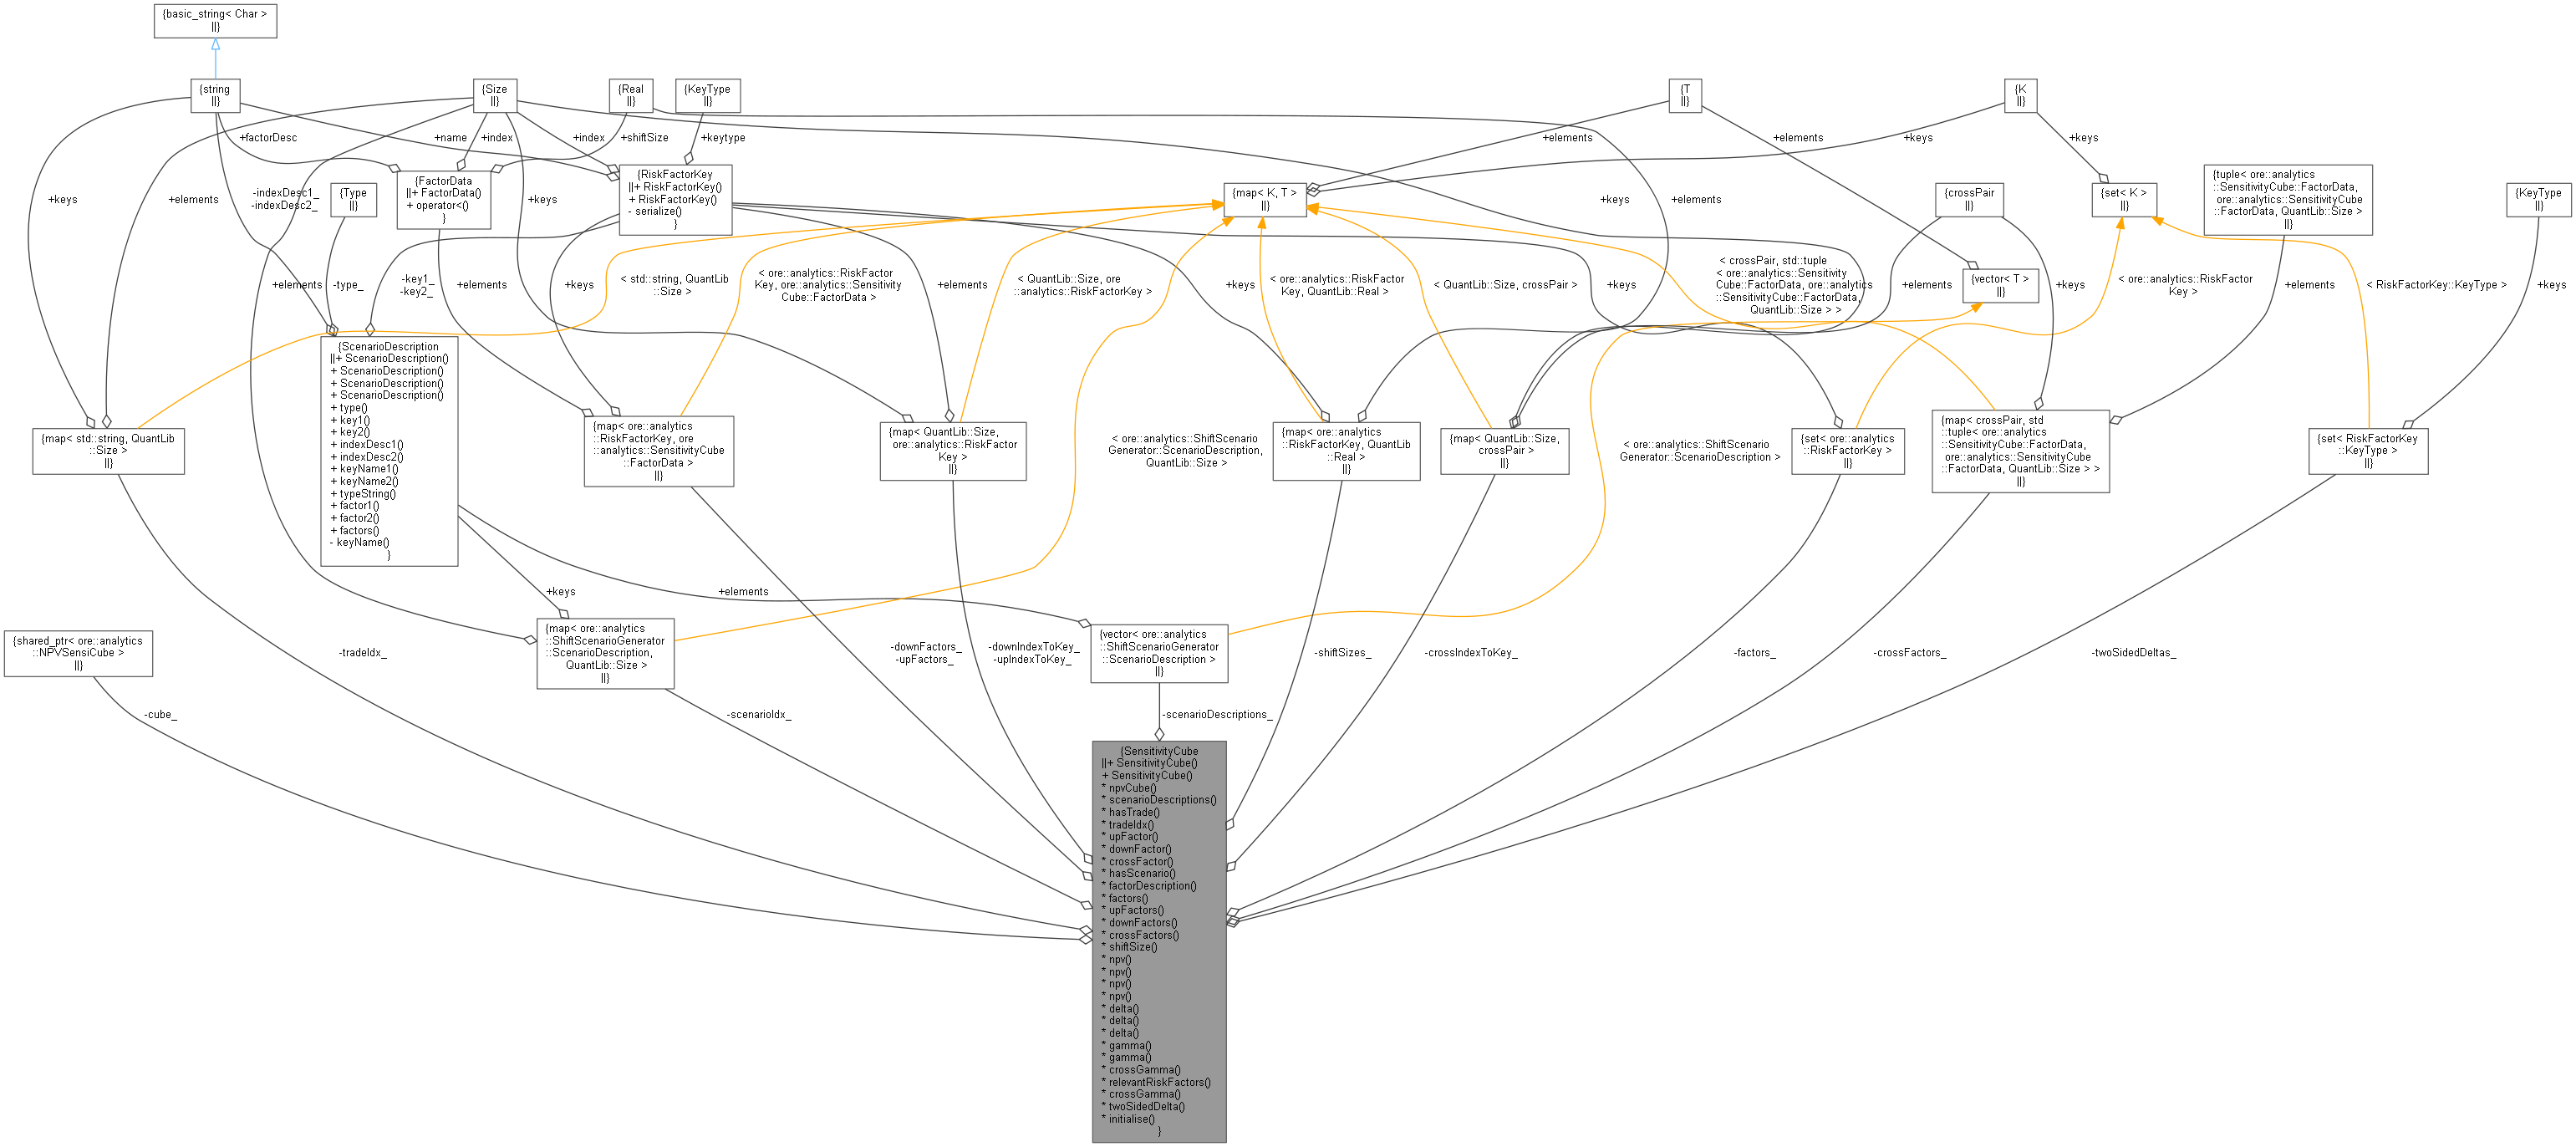 {basic_string< Char >
||}
{string
||}
{Size
||}
{Real
||}
{KeyType
||}
{T
||}
{K
||}
+factorDesc
+name
+index
+index
+shiftSize
+keytype
+elements
+elements
+keys
+keys
+keys
+elements
-indexDesc1_
-indexDesc2_
{Type
||}
{FactorData
||+ FactorData()
+ operator<()
}
+keys
{RiskFactorKey
||+ RiskFactorKey()
+ RiskFactorKey()
- serialize()
}
{map< K, T >
||}
+keys
+elements
{crossPair
||}
{set< K >
||}
{tuple< ore::analytics
::SensitivityCube::FactorData,
ore::analytics::SensitivityCube
::FactorData, QuantLib::Size >
||}
{KeyType
||}
+elements
-type_
-key1_
-key2_
+elements
+keys
< std::string, QuantLib
::Size >
< ore::analytics::RiskFactor
Key, ore::analytics::Sensitivity
Cube::FactorData >
+elements
< QuantLib::Size, ore
::analytics::RiskFactorKey >
+keys
< ore::analytics::RiskFactor
Key, QuantLib::Real >
< QuantLib::Size, crossPair >
+keys
< crossPair, std::tuple
< ore::analytics::Sensitivity
Cube::FactorData, ore::analytics
::SensitivityCube::FactorData,
QuantLib::Size > >
+elements
{vector< T >
||}
+keys
< ore::analytics::RiskFactor
Key >
+elements
< RiskFactorKey::KeyType >
+keys
{map< std::string, QuantLib
::Size >
||}
{ScenarioDescription
||+ ScenarioDescription()
+ ScenarioDescription()
+ ScenarioDescription()
+ ScenarioDescription()
+ type()
+ key1()
+ key2()
+ indexDesc1()
+ indexDesc2()
+ keyName1()
+ keyName2()
+ typeString()
+ factor1()
+ factor2()
+ factors()
- keyName()
}
{map< ore::analytics
::RiskFactorKey, ore
::analytics::SensitivityCube
::FactorData >
||}
{map< QuantLib::Size,
ore::analytics::RiskFactor
Key >
||}
< ore::analytics::ShiftScenario
Generator::ScenarioDescription,
QuantLib::Size >
{map< ore::analytics
::RiskFactorKey, QuantLib
::Real >
||}
{map< QuantLib::Size,
crossPair >
||}
< ore::analytics::ShiftScenario
Generator::ScenarioDescription >
{set< ore::analytics
::RiskFactorKey >
||}
{map< crossPair, std
::tuple< ore::analytics
::SensitivityCube::FactorData,
ore::analytics::SensitivityCube
::FactorData, QuantLib::Size > >
||}
{set< RiskFactorKey
::KeyType >
||}
+keys
+elements
{shared_ptr< ore::analytics
::NPVSensiCube >
||}
-tradeIdx_
{map< ore::analytics
::ShiftScenarioGenerator
::ScenarioDescription,
QuantLib::Size >
||}
-downFactors_
-upFactors_
-downIndexToKey_
-upIndexToKey_
{vector< ore::analytics
::ShiftScenarioGenerator
::ScenarioDescription >
||}
-shiftSizes_
-crossIndexToKey_
-factors_
-crossFactors_
-twoSidedDeltas_
-cube_
-scenarioIdx_
-scenarioDescriptions_
{SensitivityCube
||+ SensitivityCube()
+ SensitivityCube()
* npvCube()
* scenarioDescriptions()
* hasTrade()
* tradeIdx()
* upFactor()
* downFactor()
* crossFactor()
* hasScenario()
* factorDescription()
* factors()
* upFactors()
* downFactors()
* crossFactors()
* shiftSize()
* npv()
* npv()
* npv()
* npv()
* delta()
* delta()
* delta()
* gamma()
* gamma()
* crossGamma()
* relevantRiskFactors()
* crossGamma()
* twoSidedDelta()
* initialise()
}